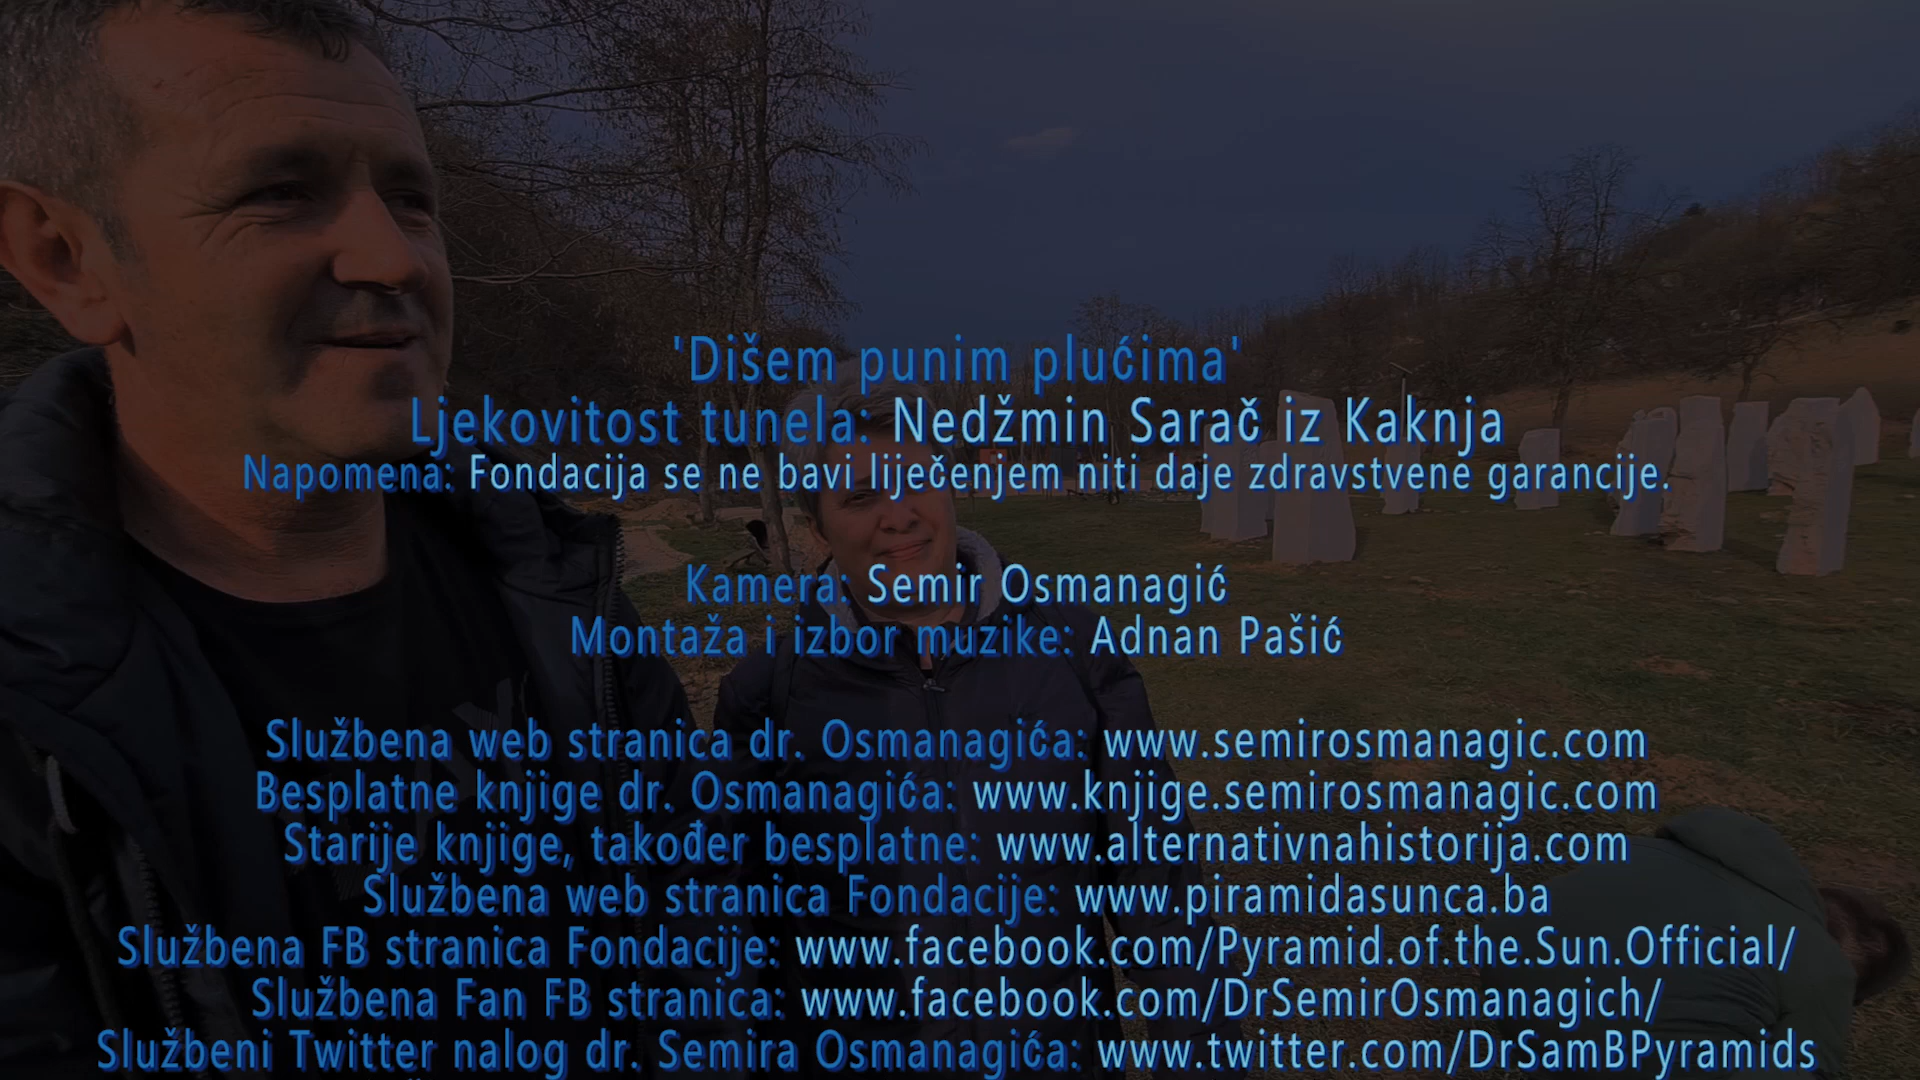 'Dišem punim plućima'
Ljekovitost tunela: Nedžmin Sarač iz Kaknja
Napomena: Fondacija se ne bavi liječenjem niti daje zdravstvene garancije.
Kamera: Semir Osmanagić
Montaža i izbor muzike: Adnan Pašić
Službena web stranica dr. Osmanagića: www.semirosmanagic.com
Besplatne knjige dr. Osmanagića: www.knjige.semirosmanagic.com
Starije knjige, također besplatne: www.alternativnahistorija.com
Službena web stranica Fondacije: www.piramidasunca.ba
Službena FB stranica Fondacije: www.facebook.com/Pyramid.of.the.Sun.Official/
Službena Fan FB stranica: www.facebook.com/DrSemirOsmanagich/
Službeni Twitter nalog dr. Semira Osmanagića: www.twitter.com/DrSamBPyramids